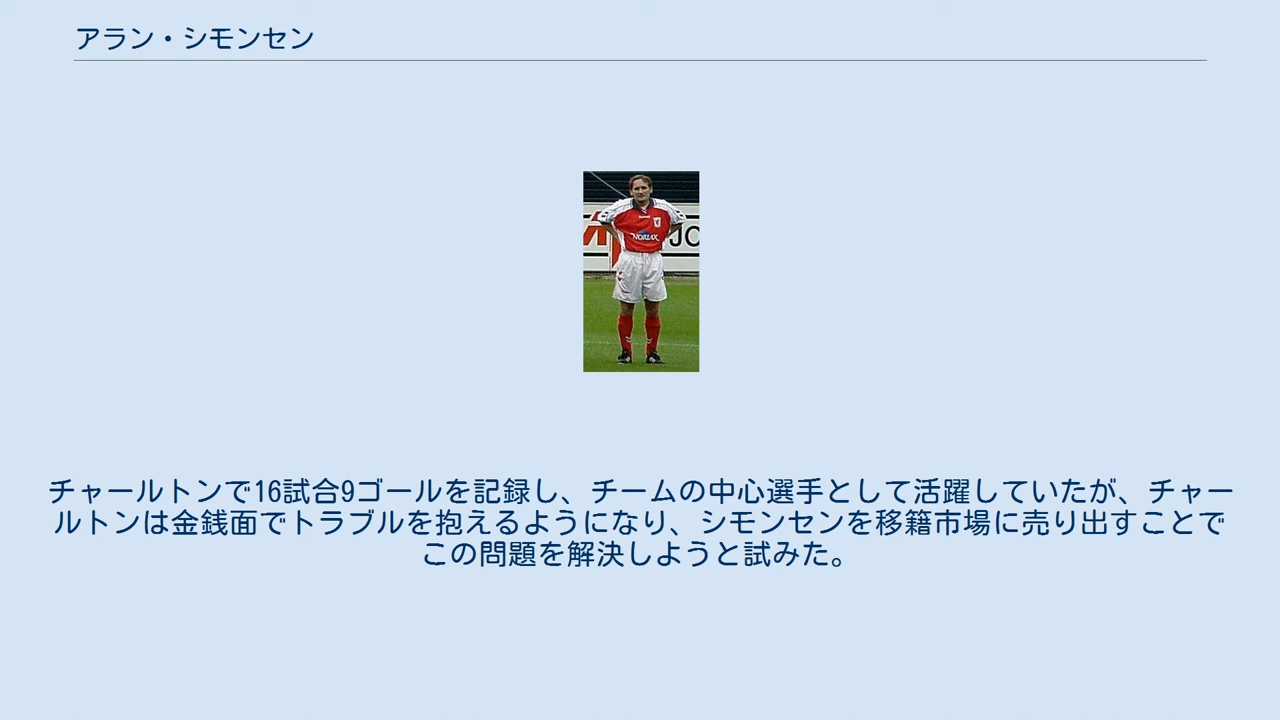 アラン・シモンセン
NORLAX
JO
チャールトンで16試合9ゴールを記録し、チームの中心選手として活躍していたが、チャー
ルトンは金銭面でトラブルを抱えるようになり、シモンセンを移籍市場に売り出すことで
この問題を解決しようと試みた。